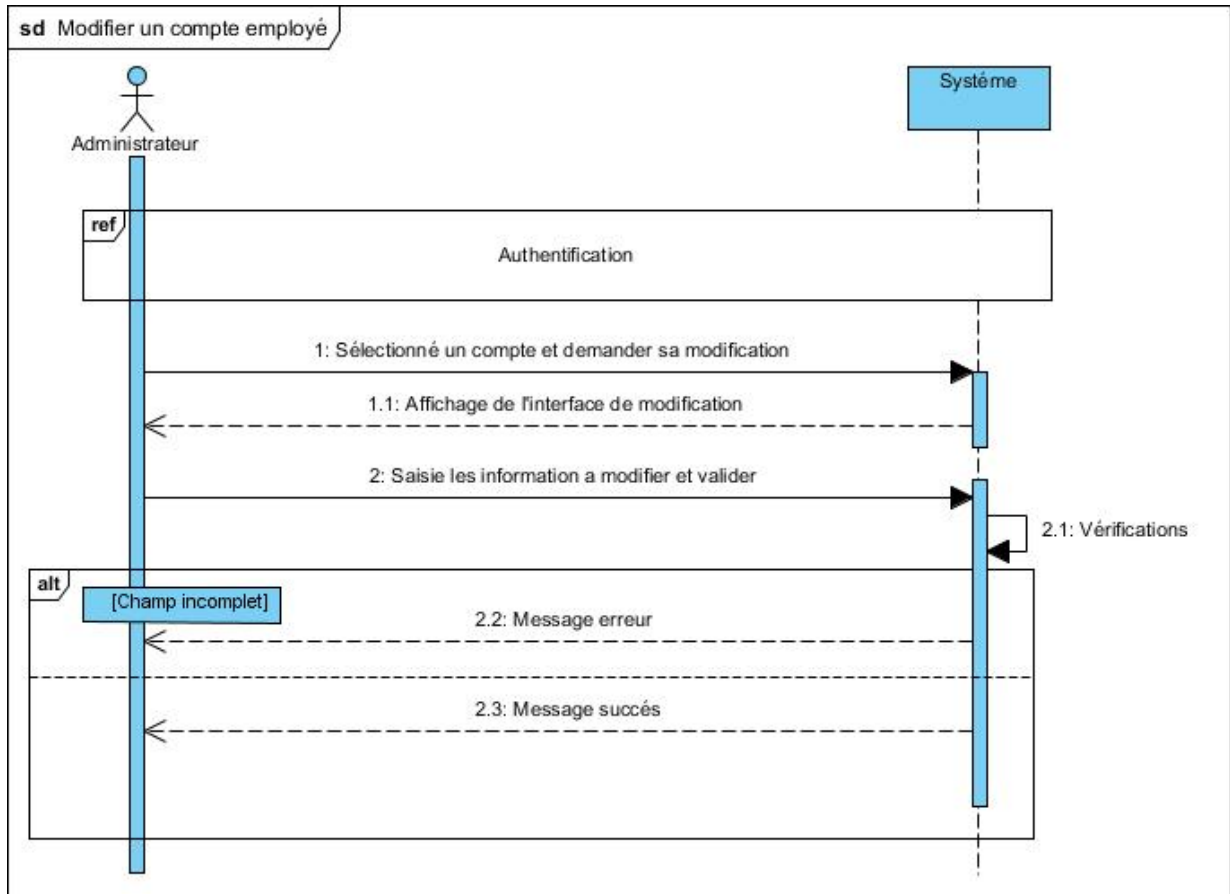 sd Modifier un compte employé
Systéme
Administrateur
ref
Authentification
1: Sélectionné un compte et demander sa modification
1.1: Affichage de l'interface de modification
2: Saisie les information a modifier et valider
2.1: Vérifications
alt
[Champ incomplet]
2.2: Message erreur
2.3: Message succés